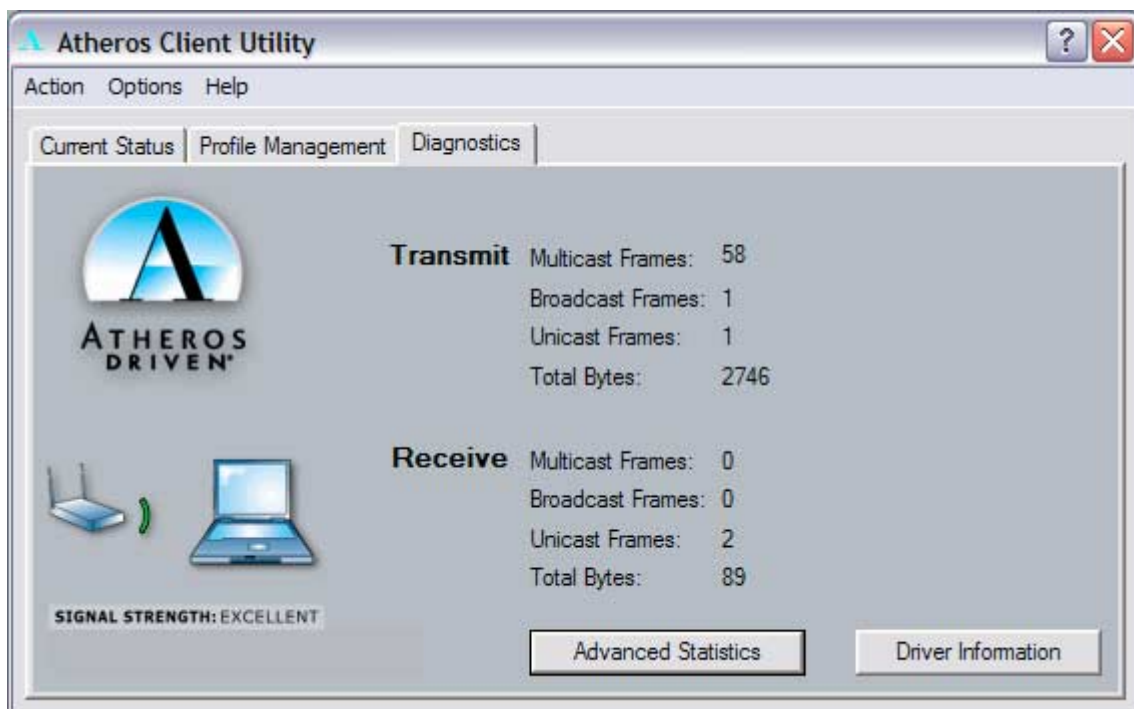 Atheros Client Utility
Action Options Help
Current Status Profile Management Diagnostics
ATHEROS
DRIVEN®
Transmit Multicast Frames: 58
Broadcast Frames: 1
Unicast Frames: 1
Total Bytes: 2746
Receive Multicast Frames: 0
Broadcast Frames: 0
Unicast Frames: 2
Total Bytes: 89
SIGNAL STRENGTH: EXCELLENT
Advanced Statistics Driver Information